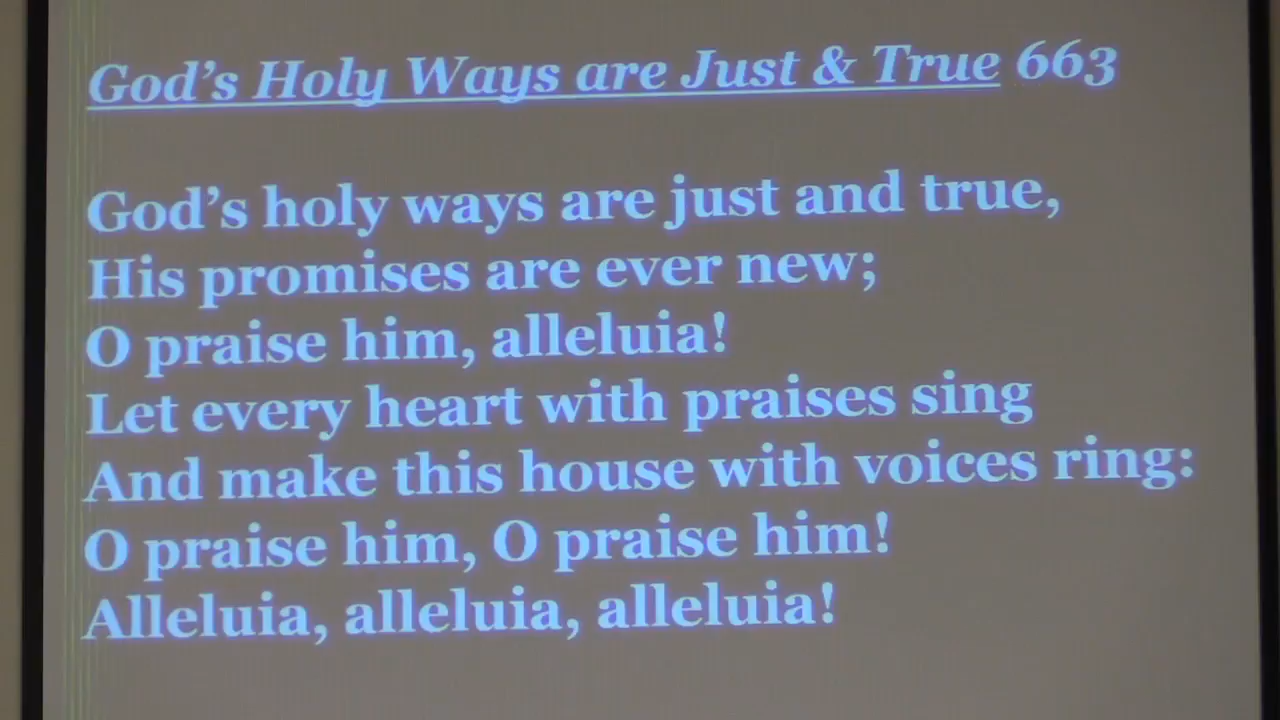 God's Holy Ways are Just & True 663
God's holy ways are just and true,
His promises are ever new;
O praise him, alleluia!
Let every heart with praises sing
And make this house with voices ring:
O praise him, O praise him!
Alleluia, alleluia, alleluia!